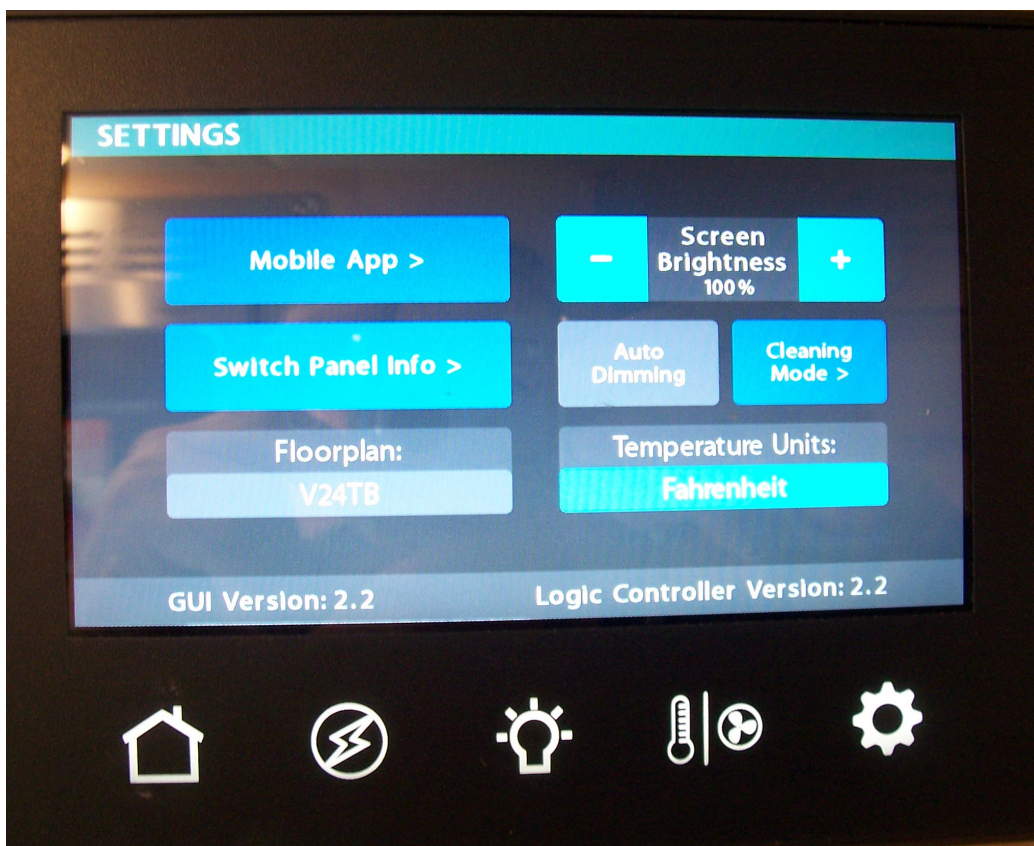 SETTINGS
Mobile App >
− Screen Brightness 100% +
Switch Panel Info >
Auto Dimming
Cleaning Mode >
Floorplan:
V24TB
Temperature Units:
Fahrenheit
GUI Version: 2.2
Logic Controller Version: 2.2